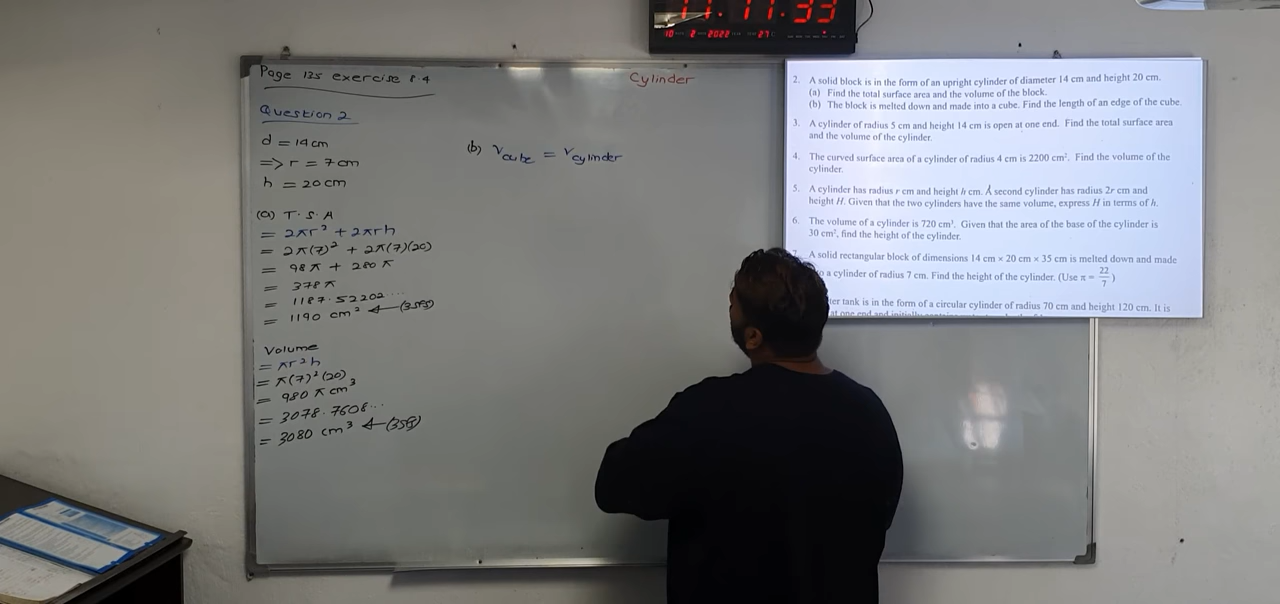 11:11:33
10 2 2022 27°C
Page 125 exercise 8.4
Cylinder
Question 2
d = 14 cm
=> r = 7 cm
h = 20 cm
(a) T.S.A
= 2πr² + 2πrh
= 2π(7)² + 2π(7)(20)
= 98π + 280π
= 378π
= 1187.52202...
= 1190 cm² ← (3SF)
Volume
= πr²h
= π(7)²(20)
= 980π cm³
= 3078.7608...
= 3080 cm³ ← (3SF)
(b) Vcube = Vcylinder
2. A solid block is in the form of an upright cylinder of diameter 14 cm and height 20 cm.
(a) Find the total surface area and the volume of the block.
(b) The block is melted down and made into a cube. Find the length of an edge of the cube.
3. A cylinder of radius 5 cm and height 14 cm is open at one end. Find the total surface area
and the volume of the cylinder.
4. The curved surface area of a cylinder of radius 4 cm is 2200 cm². Find the volume of the
cylinder.
5. A cylinder has radius r cm and height h cm. A second cylinder has radius 2r cm and
height H. Given that the two cylinders have the same volume, express H in terms of h.
6. The volume of a cylinder is 720 cm³. Given that the area of the base of the cylinder is
30 cm², find the height of the cylinder.
7. A solid rectangular block of dimensions 14 cm × 20 cm × 35 cm is melted down and made
a cylinder of radius 7 cm. Find the height of the cylinder. (Use π = 22/7)
tank is in the form of a circular cylinder of radius 70 cm and height 120 cm. It is
at one end and initially